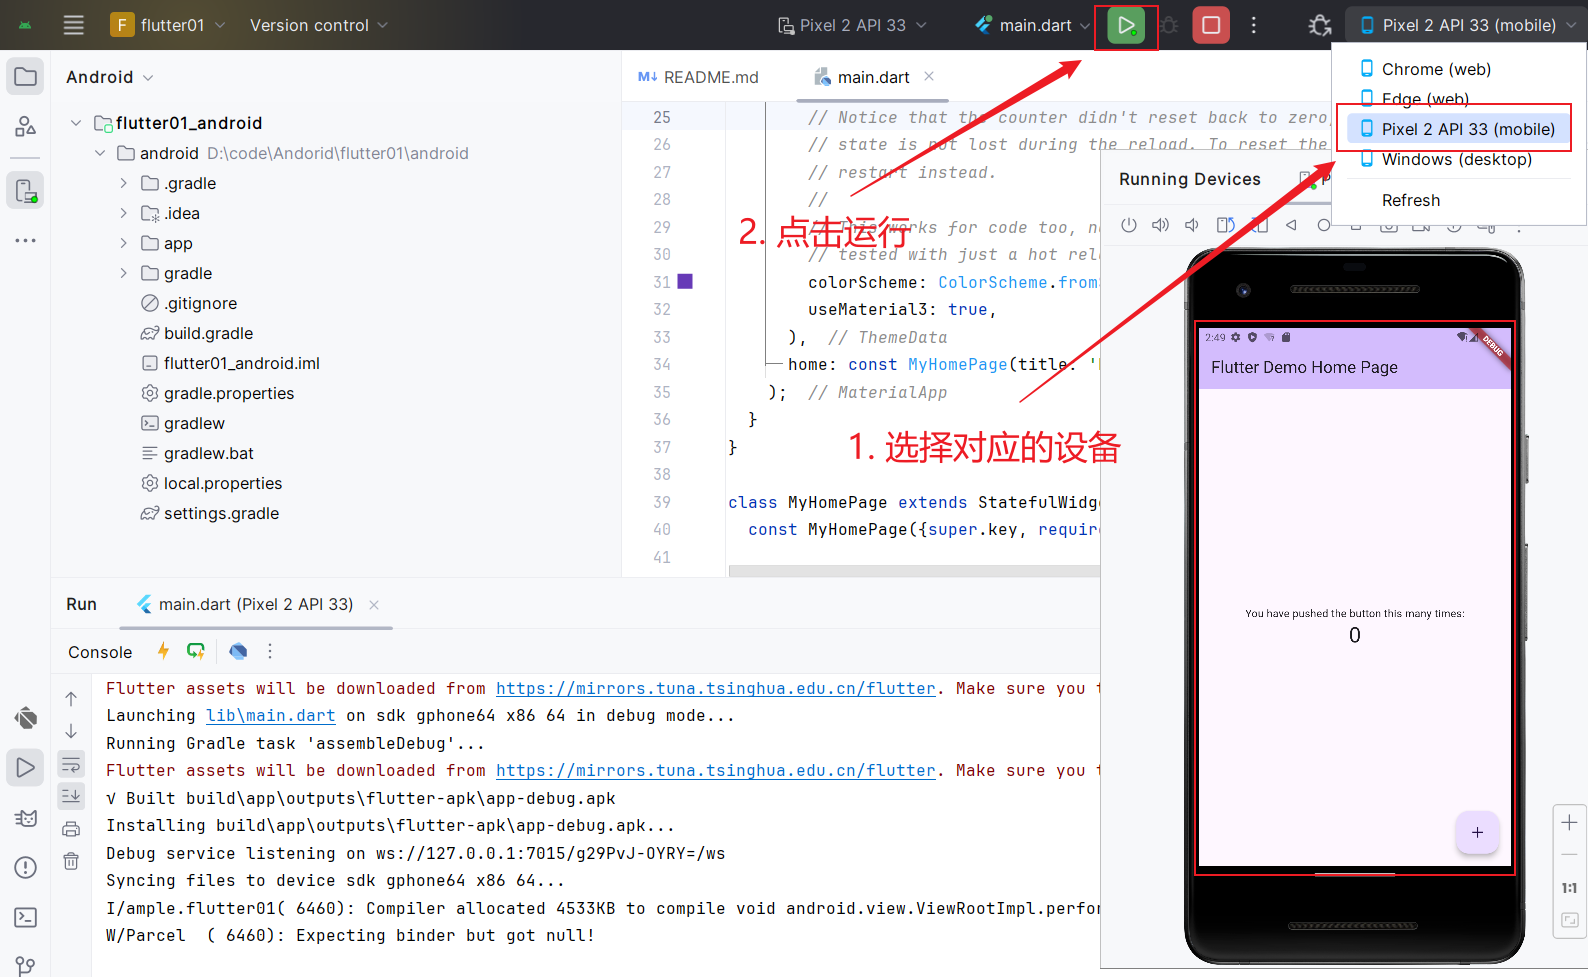 F flutter01
Version control
Pixel 2 API 33
main.dart
Pixel 2 API 33 (mobile)
Chrome (web)
Edge (web)
Pixel 2 API 33 (mobile)
Windows (desktop)
Refresh
Android
flutter01_android
android D:\code\Andorid\flutter01\android
.gradle
.idea
app
gradle
.gitignore
build.gradle
flutter01_android.iml
gradle.properties
gradlew
gradlew.bat
local.properties
settings.gradle
M↓ README.md
main.dart
25 // Notice that the counter didn't reset back to zero,
26 // state is not lost during the reload. To reset the
27 // restart instead.
28 //
29 // This works for code too, n
30 // tested with just a hot rel
31 colorScheme: ColorScheme.from
32 useMaterial3: true,
33 ), // ThemeData
34 home: const MyHomePage(title: '
35 ); // MaterialApp
36 }
37 }
38
39 class MyHomePage extends StatefulWidg
40 const MyHomePage({super.key, requir
41
2. 点击运行
1. 选择对应的设备
Running Devices
P
2:49
DEBUG
Flutter Demo Home Page
You have pushed the button this many times:
0
+
1:1
Run
main.dart (Pixel 2 API 33)
Console
Flutter assets will be downloaded from https://mirrors.tuna.tsinghua.edu.cn/flutter. Make sure you t
Launching lib\main.dart on sdk gphone64 x86 64 in debug mode...
Running Gradle task 'assembleDebug'...
Flutter assets will be downloaded from https://mirrors.tuna.tsinghua.edu.cn/flutter. Make sure you t
√ Built build\app\outputs\flutter-apk\app-debug.apk
Installing build\app\outputs\flutter-apk\app-debug.apk...
Debug service listening on ws://127.0.0.1:7015/g29PvJ-OYRY=/ws
Syncing files to device sdk gphone64 x86 64...
I/ample.flutter01( 6460): Compiler allocated 4533KB to compile void android.view.ViewRootImpl.perfor
W/Parcel  ( 6460): Expecting binder but got null!